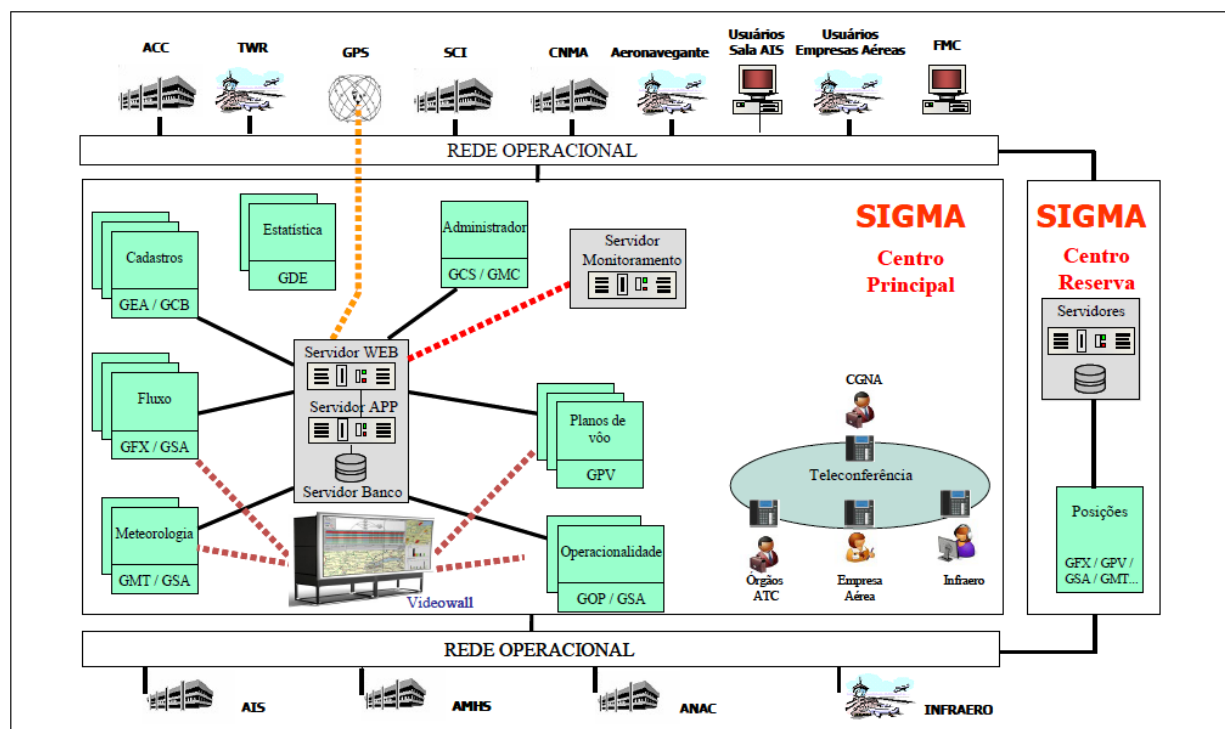 ACC
TWR
GPS
SCI
CNMA
Aeronavegante
Usuários
Sala AIS
Usuários
Empresas Aéreas
FMC
REDE OPERACIONAL
Cadastros
GEA / GCB
Estatística
GDE
Administrador
GCS / GMC
Servidor
Monitoramento
SIGMA
Centro
Principal
SIGMA
Centro
Reserva
Servidores
Servidor WEB
Servidor APP
Servidor Banco
Fluxo
GFX / GSA
Planos de
vôo
GPV
CGNA
Teleconferência
Órgãos
ATC
Empresa
Aérea
Infraero
Meteorologia
GMT / GSA
Videowall
Operacionalidade
GOP / GSA
Posições
GFX / GPV /
GSA / GMT...
REDE OPERACIONAL
AIS
AMHS
ANAC
INFRAERO